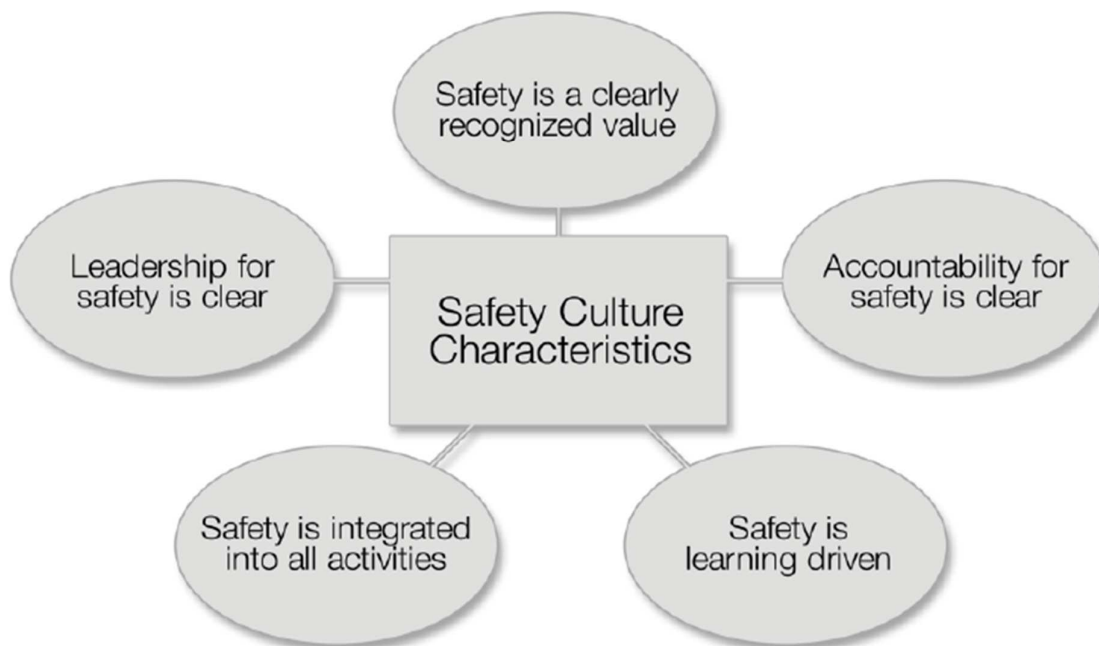 Safety is a clearly
recognized value
Leadership for
safety is clear
Safety Culture
Characteristics
Accountability for
safety is clear
Safety is integrated
into all activities
Safety is
learning driven